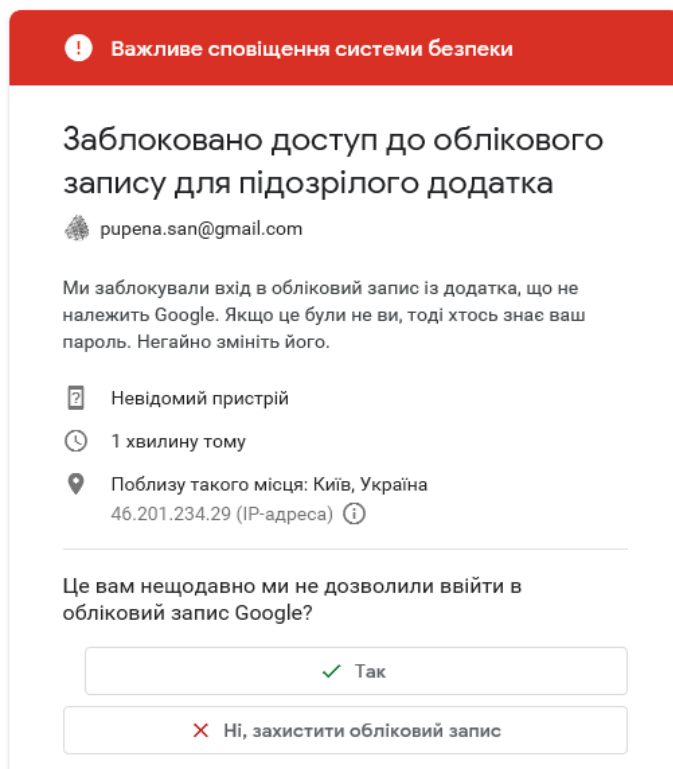 Важливе сповіщення системи безпеки
Заблоковано доступ до облікового
запису для підозрілого додатка
pupena.san@gmail.com
Ми заблокували вхід в обліковий запис із додатка, що не
належить Google. Якщо це були не ви, тоді хтось знає ваш
пароль. Негайно змініть його.
Невідомий пристрій
1 хвилину тому
Поблизу такого місця: Київ, Україна
46.201.234.29 (IP-адреса)
Це вам нещодавно ми не дозволили ввійти в
обліковий запис Google?
Так
Ні, захистити обліковий запис